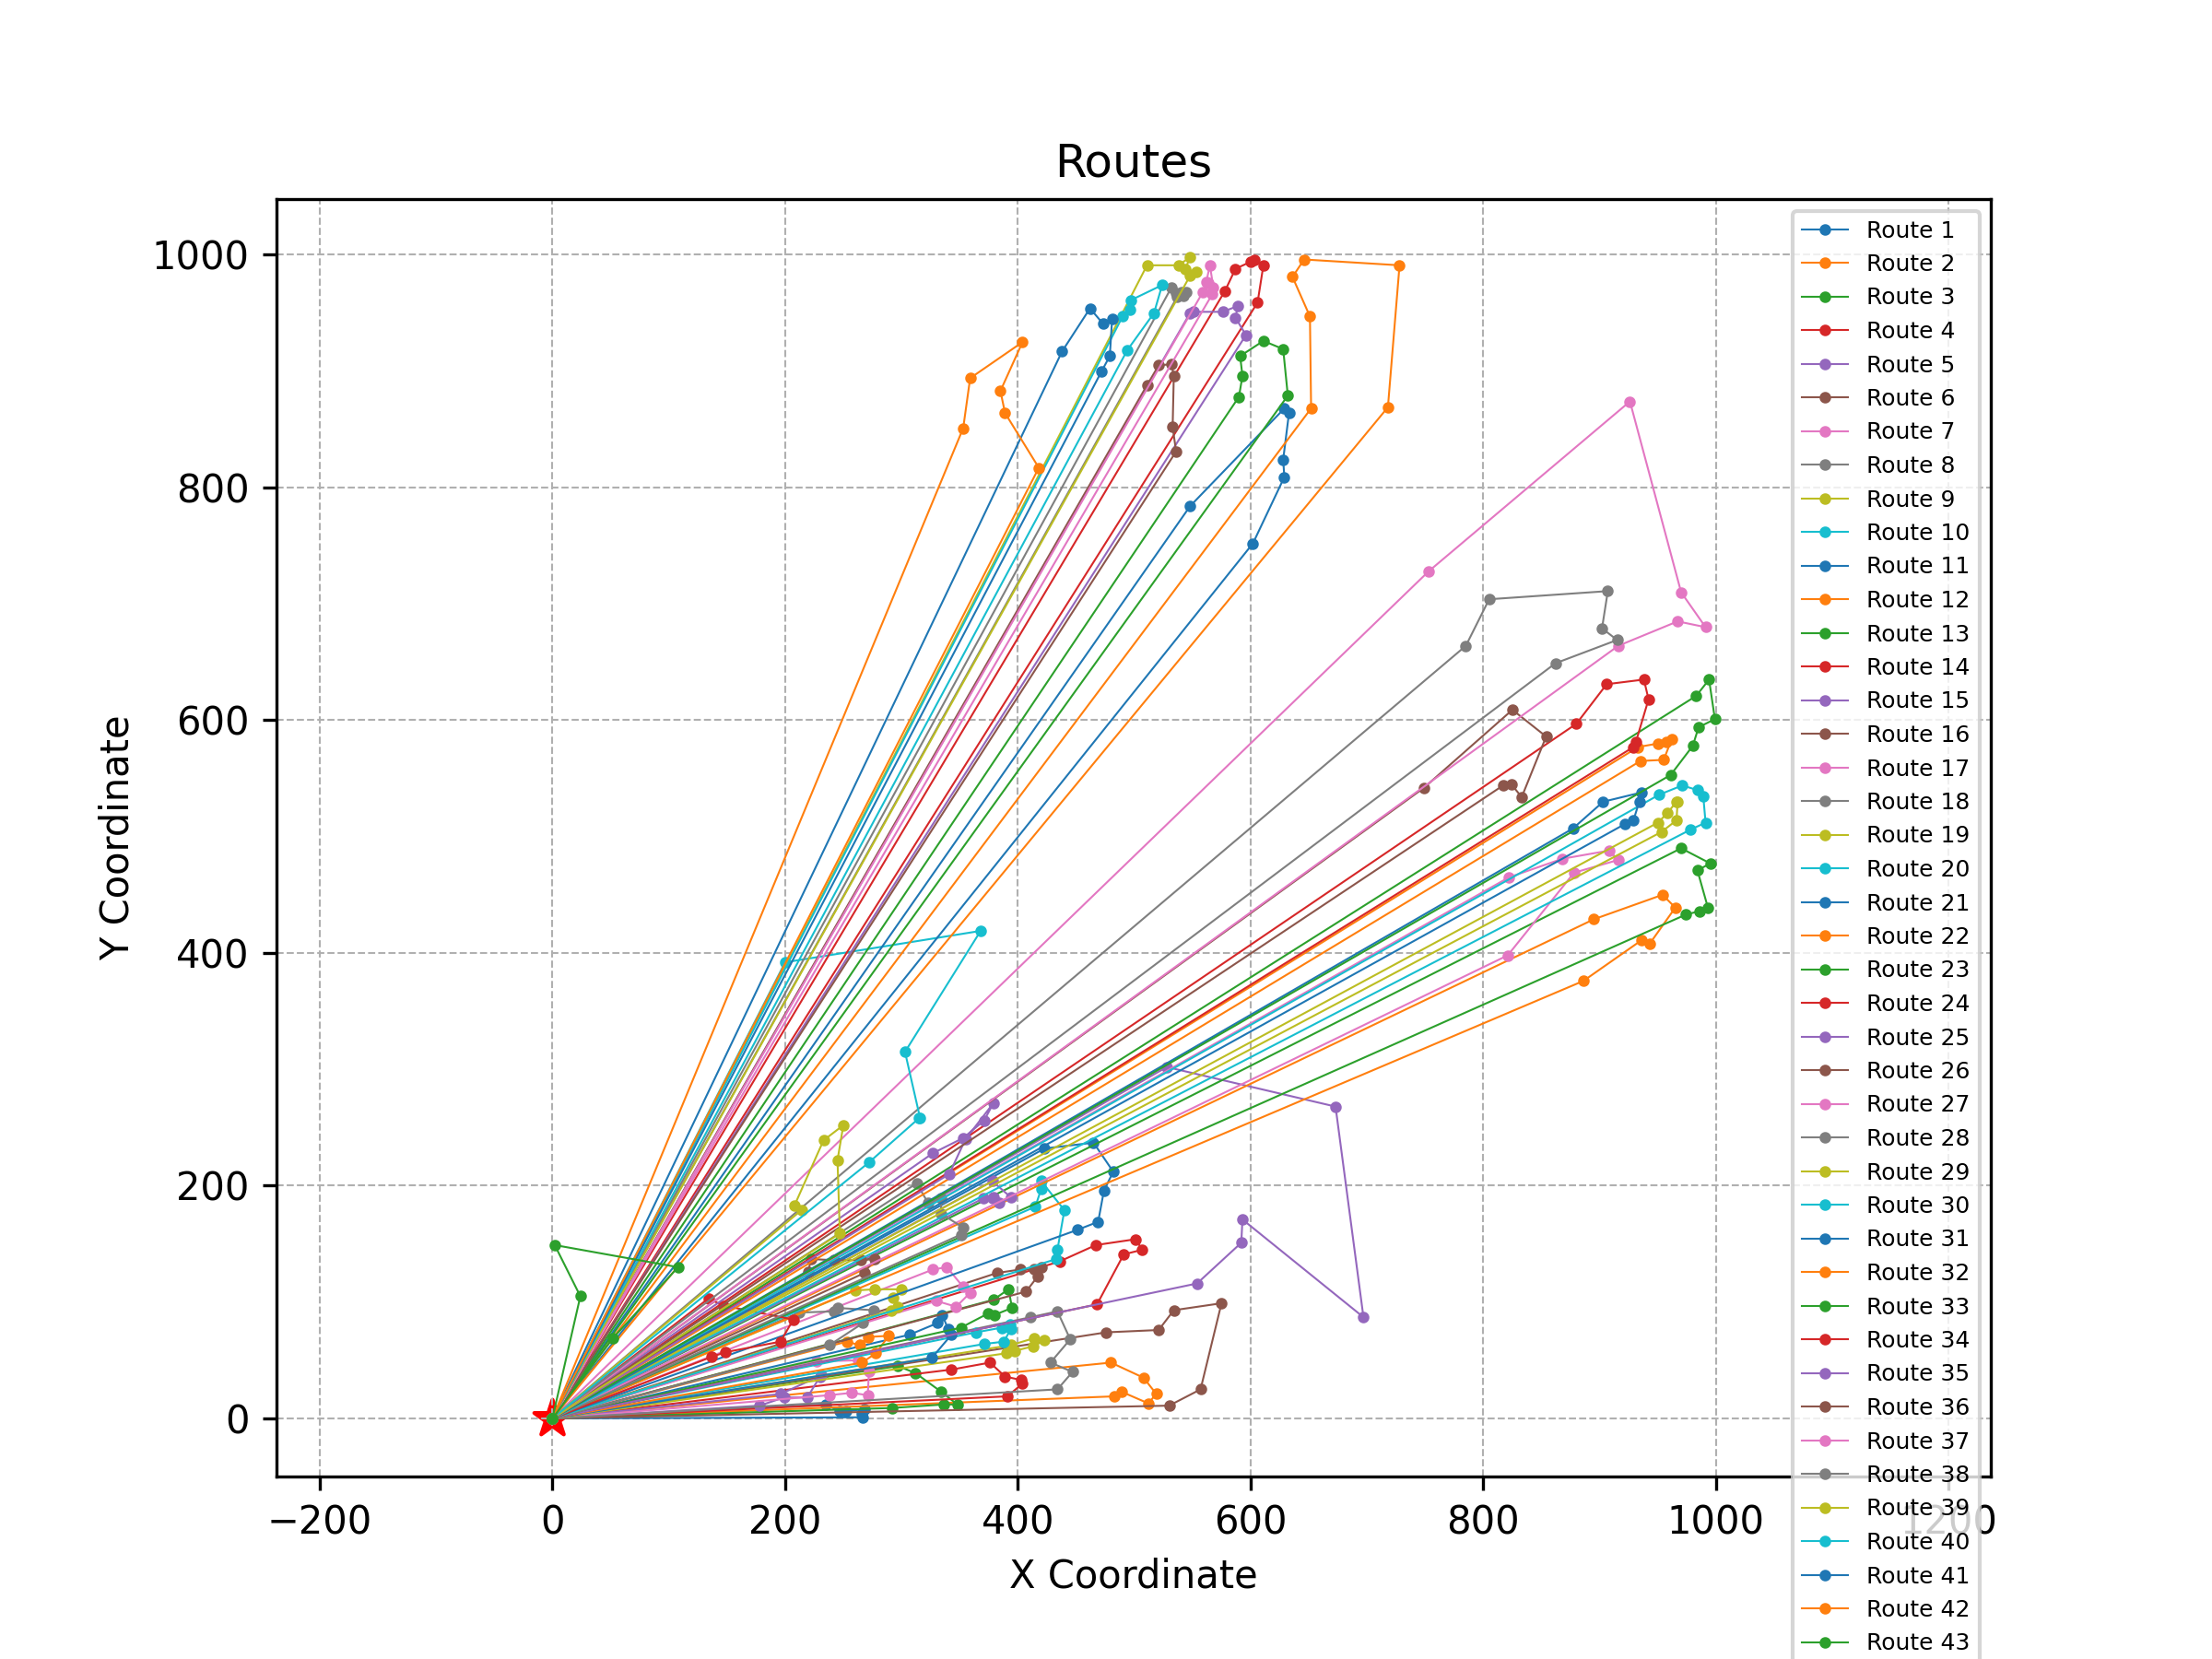 Routes
Y Coordinate
1000
800
600
400
200
0
−200
0
200
400
600
800
1000
1200
X Coordinate
Route 1
Route 2
Route 3
Route 4
Route 5
Route 6
Route 7
Route 8
Route 9
Route 10
Route 11
Route 12
Route 13
Route 14
Route 15
Route 16
Route 17
Route 18
Route 19
Route 20
Route 21
Route 22
Route 23
Route 24
Route 25
Route 26
Route 27
Route 28
Route 29
Route 30
Route 31
Route 32
Route 33
Route 34
Route 35
Route 36
Route 37
Route 38
Route 39
Route 40
Route 41
Route 42
Route 43